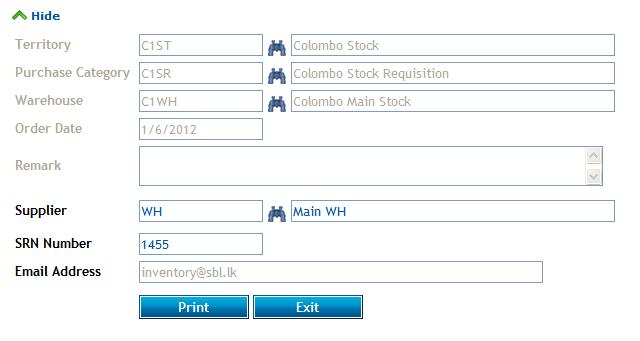 Hide
Territory C1ST Colombo Stock
Purchase Category C1SR Colombo Stock Requisition
Warehouse C1WH Colombo Main Stock
Order Date 1/6/2012
Remark
Supplier WH Main WH
SRN Number 1455
Email Address inventory@sbl.lk
Print Exit